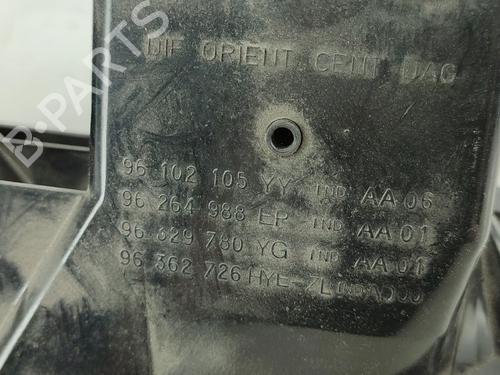 DIF ORIENT CENT DAG
96 102 105 YY IND AA 06
96 264 988 EP IND AA 01
96 329 780 YG IND AA 01
96 362 726
B-PARTS